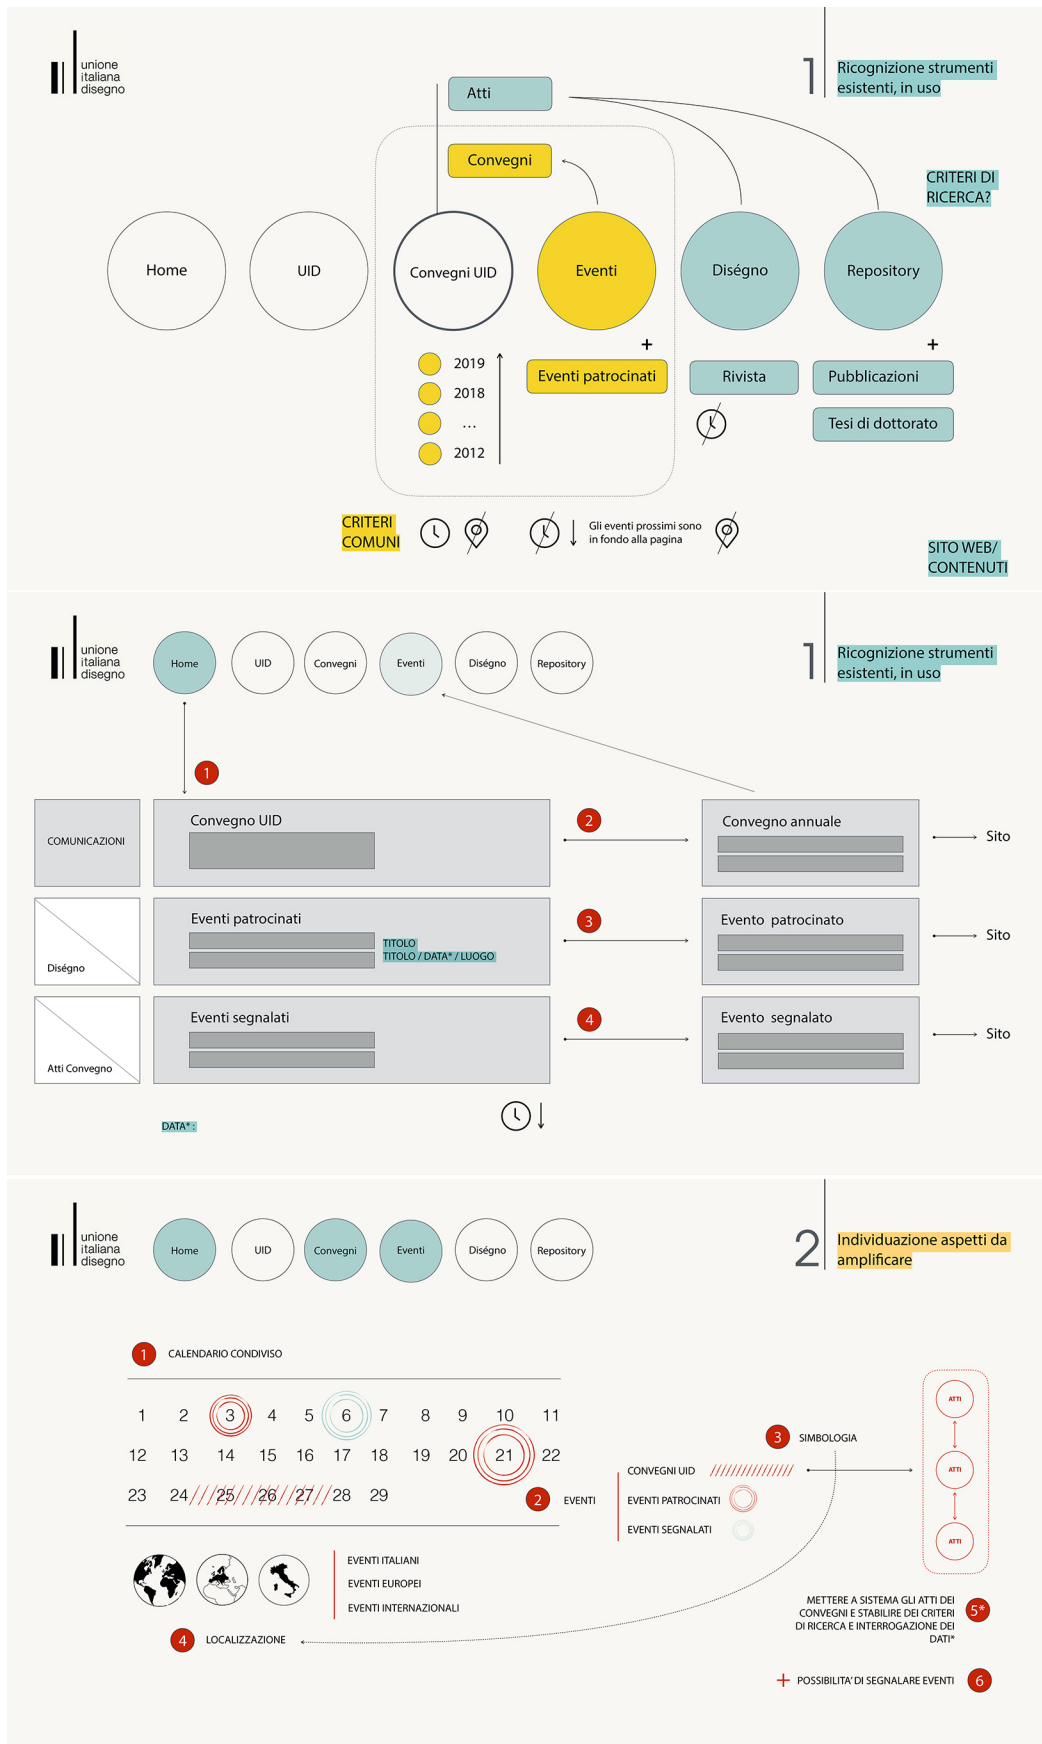 unione
italiana
disegno
1
Ricognizione strumenti
esistenti, in uso
Atti
Convegni
CRITERI DI
RICERCA?
Home
UID
Convegni UID
Eventi
Diségno
Repository
+
+
2019
2018
...
2012
Eventi patrocinati
Rivista
Pubblicazioni
Tesi di dottorato
CRITERI
COMUNI
Gli eventi prossimi sono
in fondo alla pagina
SITO WEB/
CONTENUTI
unione
italiana
disegno
Home
UID
Convegni
Eventi
Diségno
Repository
1
Ricognizione strumenti
esistenti, in uso
1
COMUNICAZIONI
Convegno UID
2
Convegno annuale
Sito
Diségno
Eventi patrocinati
TITOLO
TITOLO / DATA* / LUOGO
3
Evento patrocinato
Sito
Atti Convegno
Eventi segnalati
4
Evento segnalato
Sito
DATA* :
unione
italiana
disegno
Home
UID
Convegni
Eventi
Diségno
Repository
2
Individuazione aspetti da
amplificare
1 CALENDARIO CONDIVISO
1 2 3 4 5 6 7 8 9 10 11
12 13 14 15 16 17 18 19 20 21 22
23 24 25 26 27 28 29
2 EVENTI
CONVEGNI UID
EVENTI PATROCINATI
EVENTI SEGNALATI
3 SIMBOLOGIA
ATTI
ATTI
ATTI
EVENTI ITALIANI
EVENTI EUROPEI
EVENTI INTERNAZIONALI
4 LOCALIZZAZIONE
METTERE A SISTEMA GLI ATTI DEI
CONVEGNI E STABILIRE DEI CRITERI
DI RICERCA E INTERROGAZIONE DEI
DATI*
5*
+ POSSIBILITA' DI SEGNALARE EVENTI 6